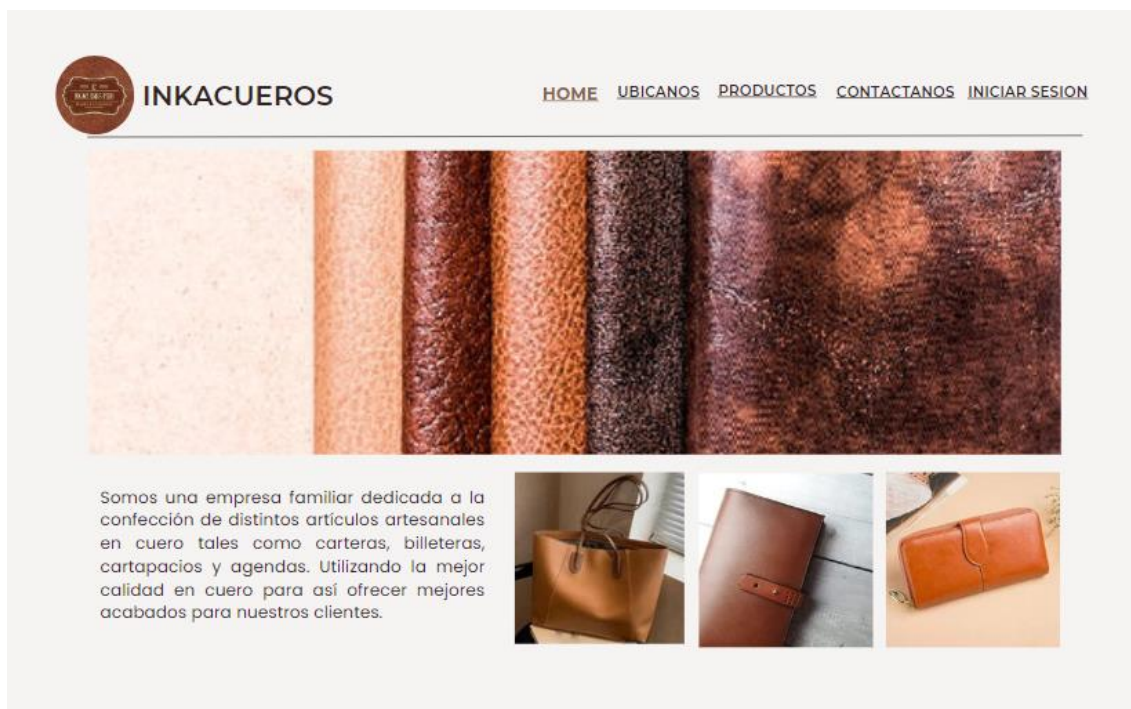 INKACUEROS
HOME UBICANOS PRODUCTOS CONTACTANOS INICIAR SESION
Somos una empresa familiar dedicada a la
confección de distintos artículos artesanales
en cuero tales como carteras, billeteras,
cartapacios y agendas. Utilizando la mejor
calidad en cuero para así ofrecer mejores
acabados para nuestros clientes.